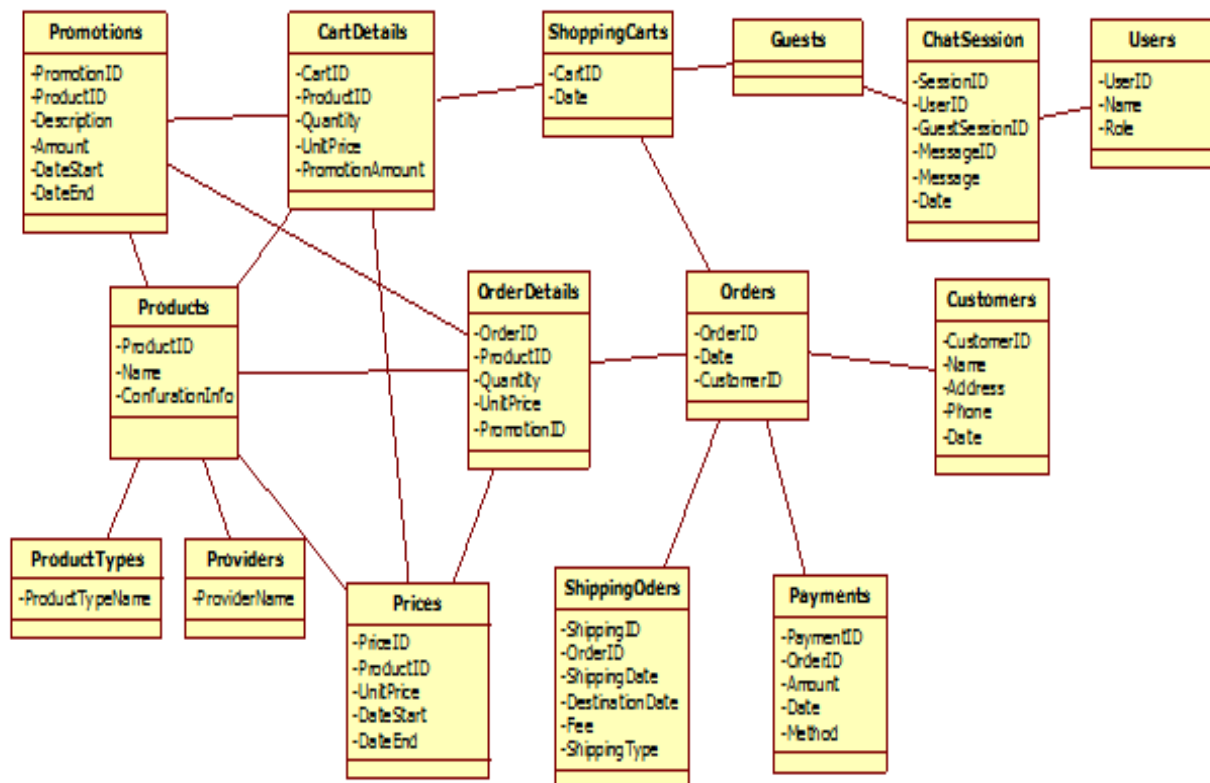 Promotions
-PromotionID
-ProductID
-Description
-Amount
-DateStart
-DateEnd
CartDetails
-CartID
-ProductID
-Quantity
-UnitPrice
-PromotionAmount
ShoppingCarts
-CartID
-Date
Guests
ChatSession
-SessionID
-UserID
-GuestSessionID
-MessageID
-Message
-Date
Users
-UserID
-Name
-Role
Products
-ProductID
-Name
-ConfurationInfo
OrderDetails
-OrderID
-ProductID
-Quantity
-UnitPrice
-PromotionID
Orders
-OrderID
-Date
-CustomerID
Customers
-CustomerID
-Name
-Address
-Phone
-Date
ProductTypes
-ProductTypeName
Providers
-ProviderName
Prices
-PriceID
-ProductID
-UnitPrice
-DateStart
-DateEnd
ShippingOders
-ShippingID
-OrderID
-ShippingDate
-DestinationDate
-Fee
-ShippingType
Payments
-PaymentID
-OrderID
-Amount
-Date
-Method